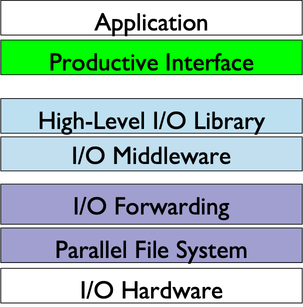 Application
Productive Interface
High-Level I/O Library
I/O Middleware
I/O Forwarding
Parallel File System
I/O Hardware